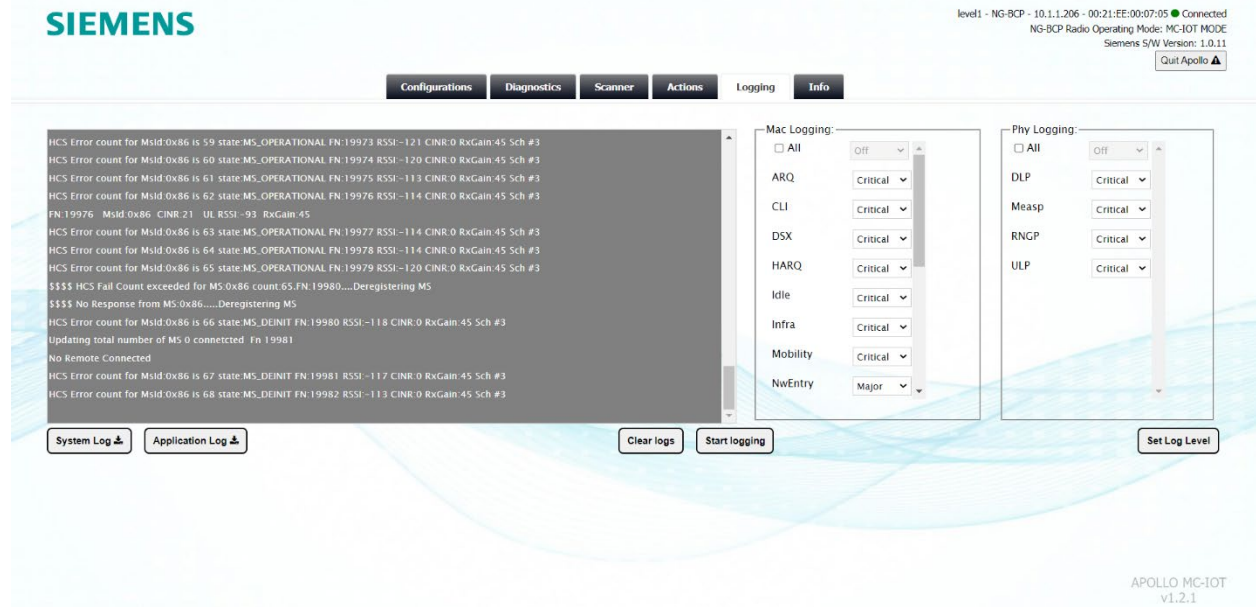 SIEMENS
level1 - NG-BCP - 10.1.1.206 - 00:21:EE:00:07:05 Connected
NG-BCP Radio Operating Mode: MC-IOT MODE
Siemens S/W Version: 1.0.11
Quit Apollo
Configurations Diagnostics Scanner Actions Logging Info
HCS Error count for MsId:0x86 is 59 state:MS_OPERATIONAL FN:19973 RSSI:-121 CINR:0 RxGain:45 Sch #3
HCS Error count for MsId:0x86 is 60 state:MS_OPERATIONAL FN:19974 RSSI:-120 CINR:0 RxGain:45 Sch #3
HCS Error count for MsId:0x86 is 61 state:MS_OPERATIONAL FN:19975 RSSI:-113 CINR:0 RxGain:45 Sch #3
HCS Error count for MsId:0x86 is 62 state:MS_OPERATIONAL FN:19976 RSSI:-114 CINR:0 RxGain:45 Sch #3
FN:19976 MsId:0x86 CINR:21 UL RSSI:-93 RxGain:45
HCS Error count for MsId:0x86 is 63 state:MS_OPERATIONAL FN:19977 RSSI:-114 CINR:0 RxGain:45 Sch #3
HCS Error count for MsId:0x86 is 64 state:MS_OPERATIONAL FN:19978 RSSI:-114 CINR:0 RxGain:45 Sch #3
HCS Error count for MsId:0x86 is 65 state:MS_OPERATIONAL FN:19979 RSSI:-120 CINR:0 RxGain:45 Sch #3
$$$$ HCS Fail Count exceeded for MS:0x86 count:65.FN:19980....Deregistering MS
$$$$ No Response from MS:0x86.....Deregistering MS
HCS Error count for MsId:0x86 is 66 state:MS_DEINIT FN:19980 RSSI:-118 CINR:0 RxGain:45 Sch #3
Updating total number of MS 0 connetcted Fn 19981
No Remote Connected
HCS Error count for MsId:0x86 is 67 state:MS_DEINIT FN:19981 RSSI:-117 CINR:0 RxGain:45 Sch #3
HCS Error count for MsId:0x86 is 68 state:MS_DEINIT FN:19982 RSSI:-113 CINR:0 RxGain:45 Sch #3
System Log
Application Log
Clear logs
Start logging
Mac Logging:
All Off
ARQ Critical
CLI Critical
DSX Critical
HARQ Critical
Idle Critical
Infra Critical
Mobility Critical
NwEntry Major
Phy Logging:
All Off
DLP Critical
Measp Critical
RNGP Critical
ULP Critical
Set Log Level
APOLLO MC-IOT
v1.2.1